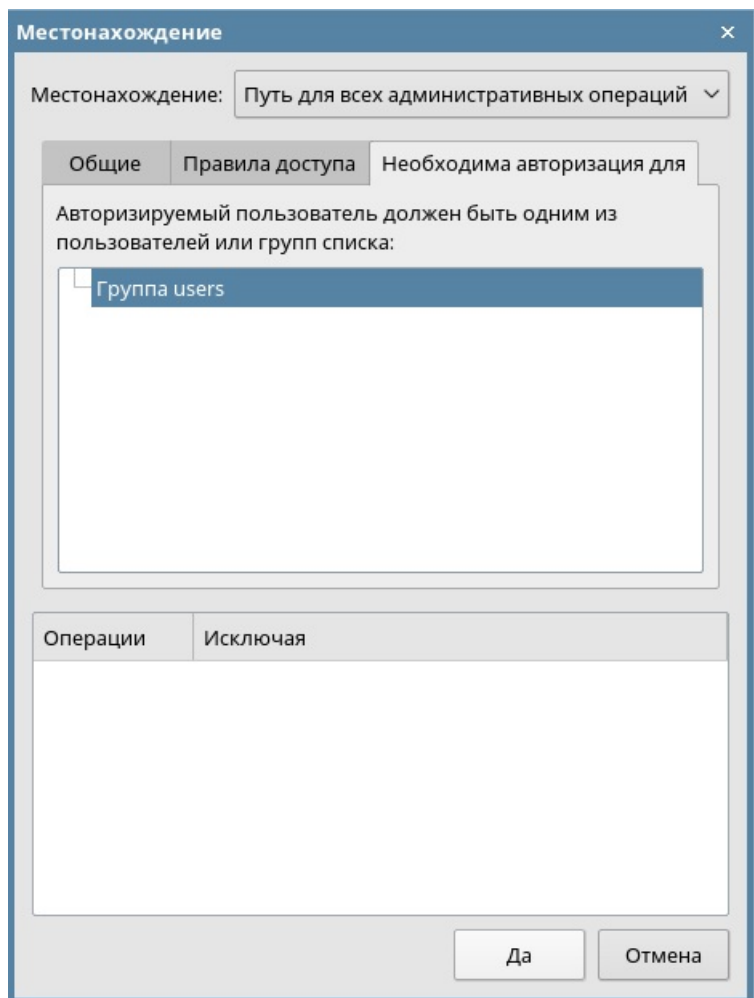 Местонахождение
Местонахождение: Путь для всех административных операций
Общие Правила доступа Необходима авторизация для
Авторизируемый пользователь должен быть одним из
пользователей или групп списка:
Группа users
Операции Исключая
Да Отмена